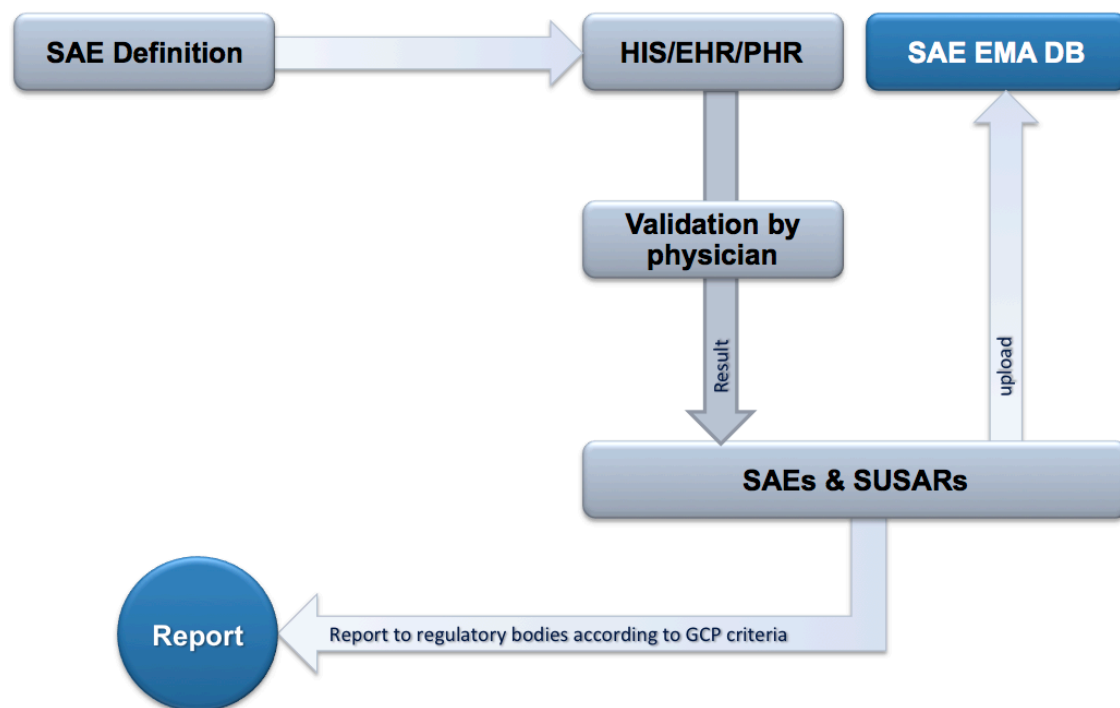 SAE Definition
HIS/EHR/PHR
SAE EMA DB
Validation by
physician
Result
upload
SAEs & SUSARs
Report
Report to regulatory bodies according to GCP criteria